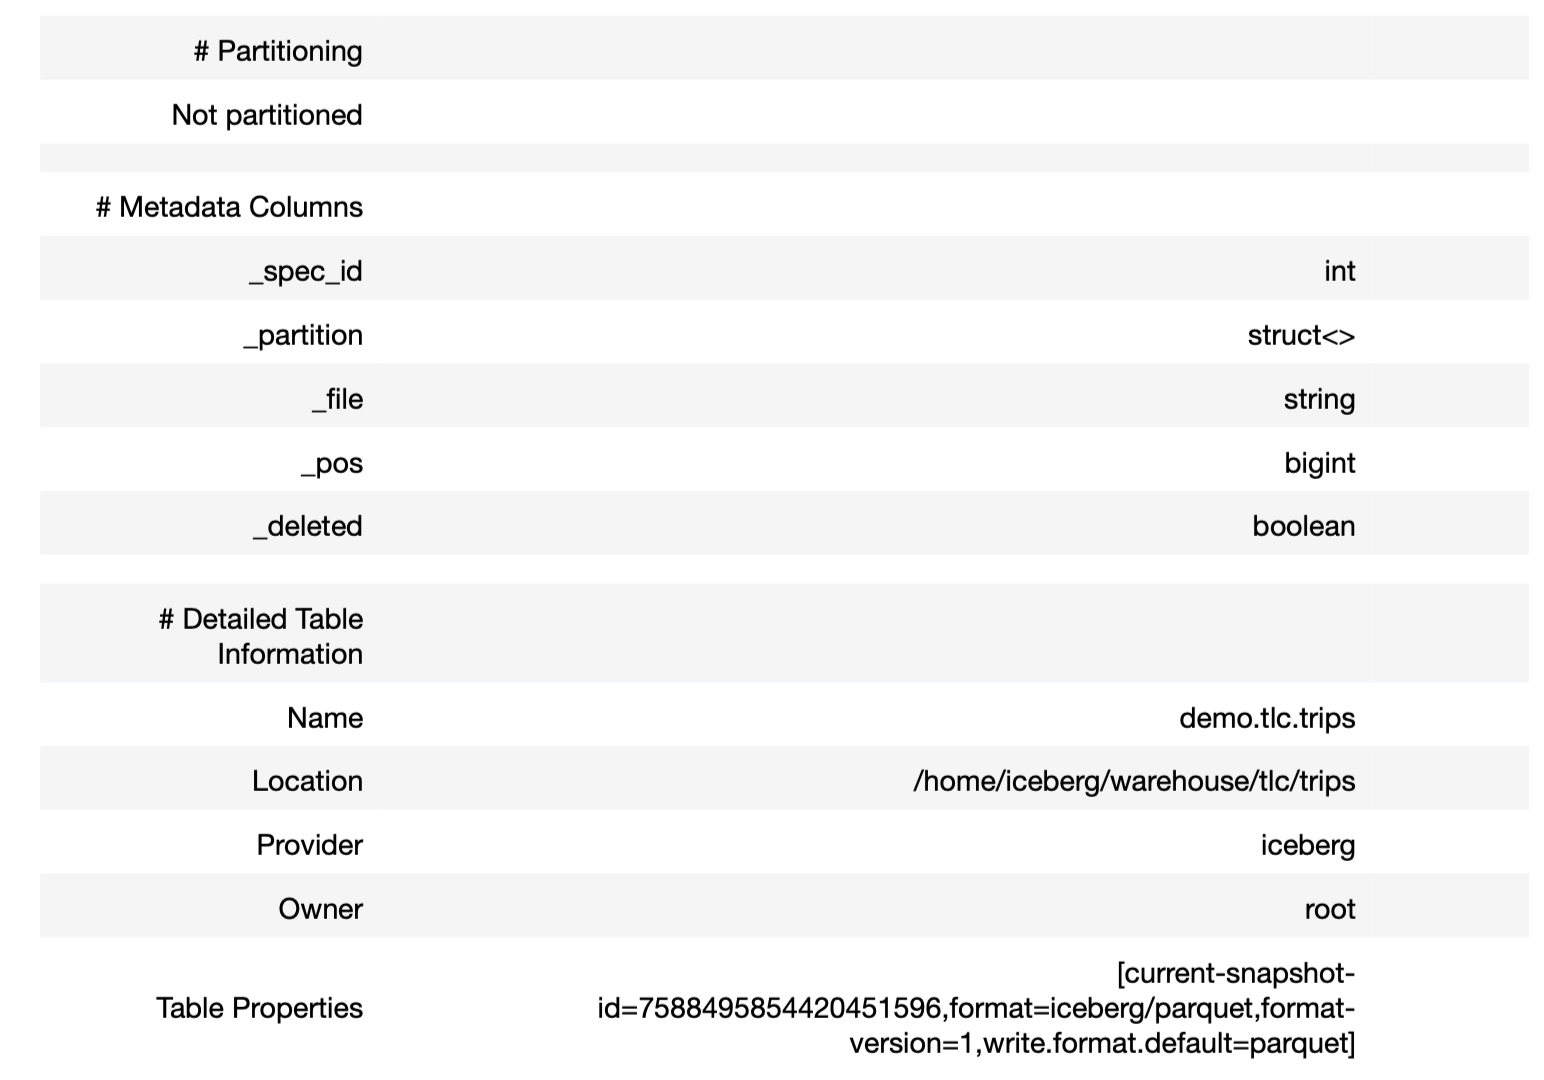 # Partitioning
Not partitioned
# Metadata Columns
_spec_id int
_partition struct<>
_file string
_pos bigint
_deleted boolean
# Detailed Table
Information
Name demo.tlc.trips
Location /home/iceberg/warehouse/tlc/trips
Provider iceberg
Owner root
Table Properties [current-snapshot-
id=7588495854420451596,format=iceberg/parquet,format-
version=1,write.format.default=parquet]